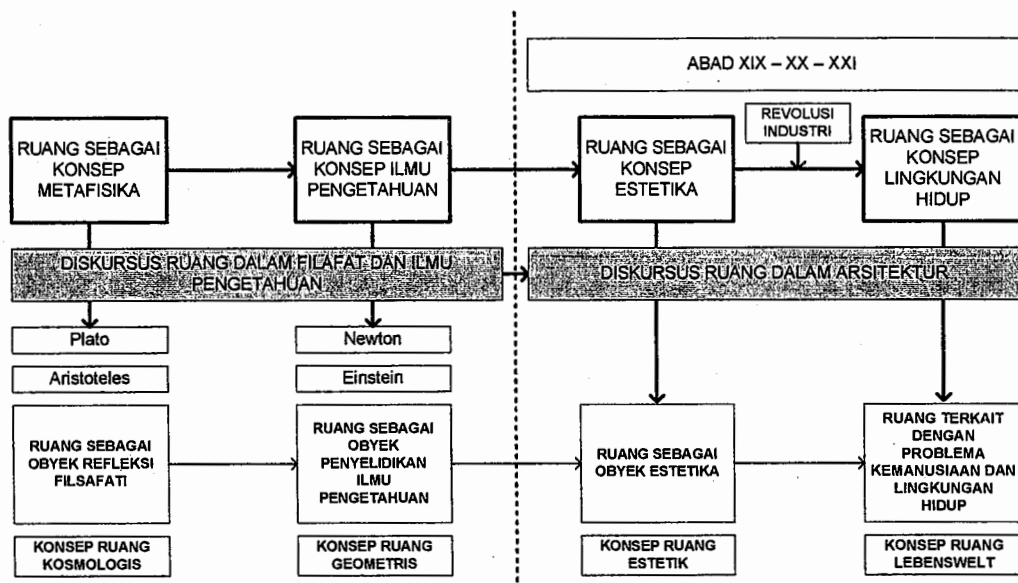 ABAD XIX – XX – XXI
REVOLUSI
INDUSTRI
RUANG SEBAGAI
KONSEP
METAFISIKA
RUANG SEBAGAI
KONSEP ILMU
PENGETAHUAN
RUANG SEBAGAI
KONSEP
ESTETIKA
RUANG SEBAGAI
KONSEP
LINGKUNGAN
HIDUP
DISKURSUS RUANG DALAM FILAFAT DAN ILMU
PENGETAHUAN
DISKURSUS RUANG DALAM ARSITEKTUR
Plato
Newton
Aristoteles
Einstein
RUANG SEBAGAI
OBYEK REFLEKSI
FILSAFATI
RUANG SEBAGAI
OBYEK
PENYELIDIKAN
ILMU
PENGETAHUAN
RUANG SEBAGAI
OBYEK ESTETIKA
RUANG TERKAIT
DENGAN
PROBLEMA
KEMANUSIAAN DAN
LINGKUNGAN
HIDUP
KONSEP RUANG
KOSMOLOGIS
KONSEP RUANG
GEOMETRIS
KONSEP RUANG
ESTETIK
KONSEP RUANG
LEBENSWELT